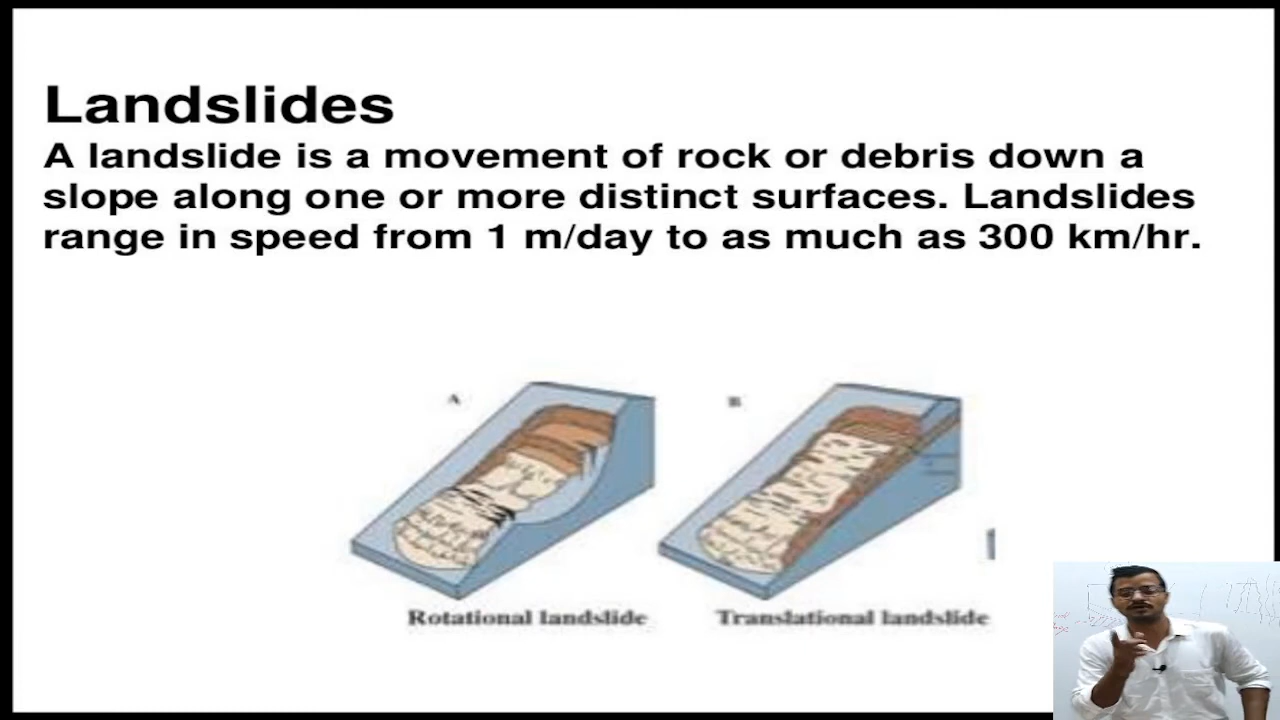 Landslides
A landslide is a movement of rock or debris down a
slope along one or more distinct surfaces. Landslides
range in speed from 1 m/day to as much as 300 km/hr.
A
B
Rotational landslide
Translational landslide